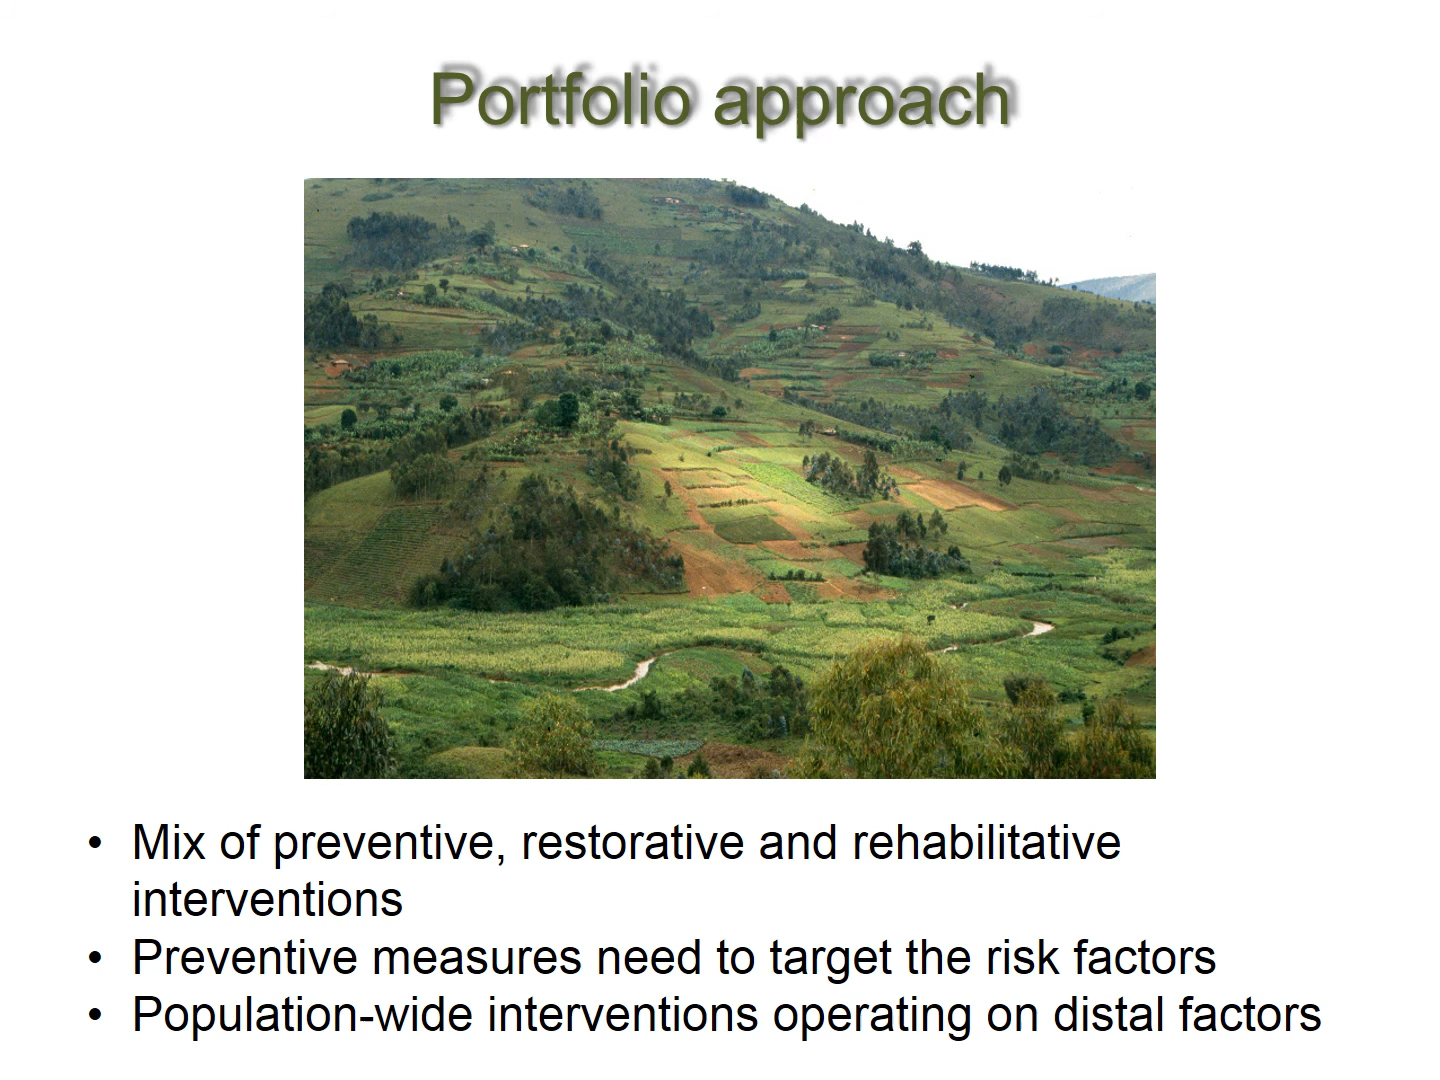 Portfolio approach
• Mix of preventive, restorative and rehabilitative
interventions
• Preventive measures need to target the risk factors
• Population-wide interventions operating on distal factors